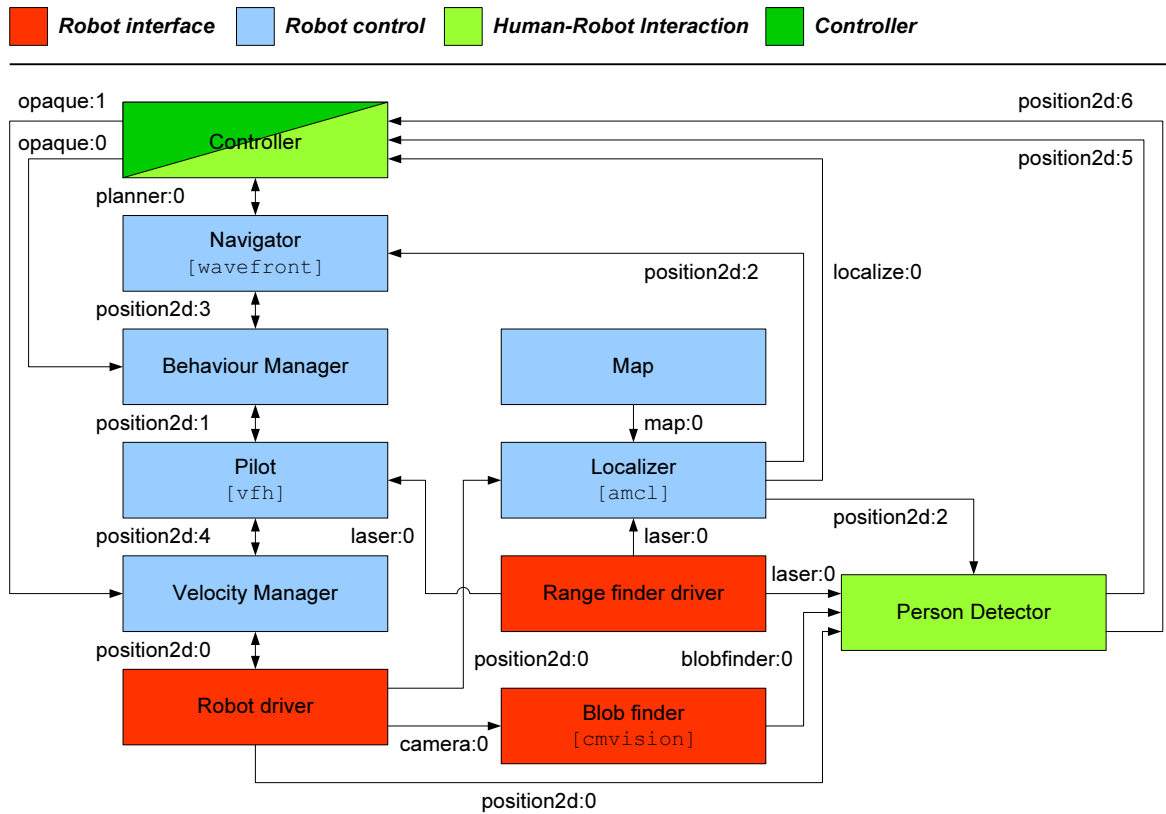 Robot interface
Robot control
Human-Robot Interaction
Controller
opaque:1
position2d:6
opaque:0
Controller
position2d:5
planner:0
Navigator
[wavefront]
position2d:2
localize:0
position2d:3
Behaviour Manager
Map
position2d:1
map:0
Pilot
[vfh]
Localizer
[amcl]
position2d:4
laser:0
laser:0
position2d:2
Velocity Manager
Range finder driver
laser:0
Person Detector
position2d:0
position2d:0
blobfinder:0
Robot driver
Blob finder
[cmvision]
camera:0
position2d:0